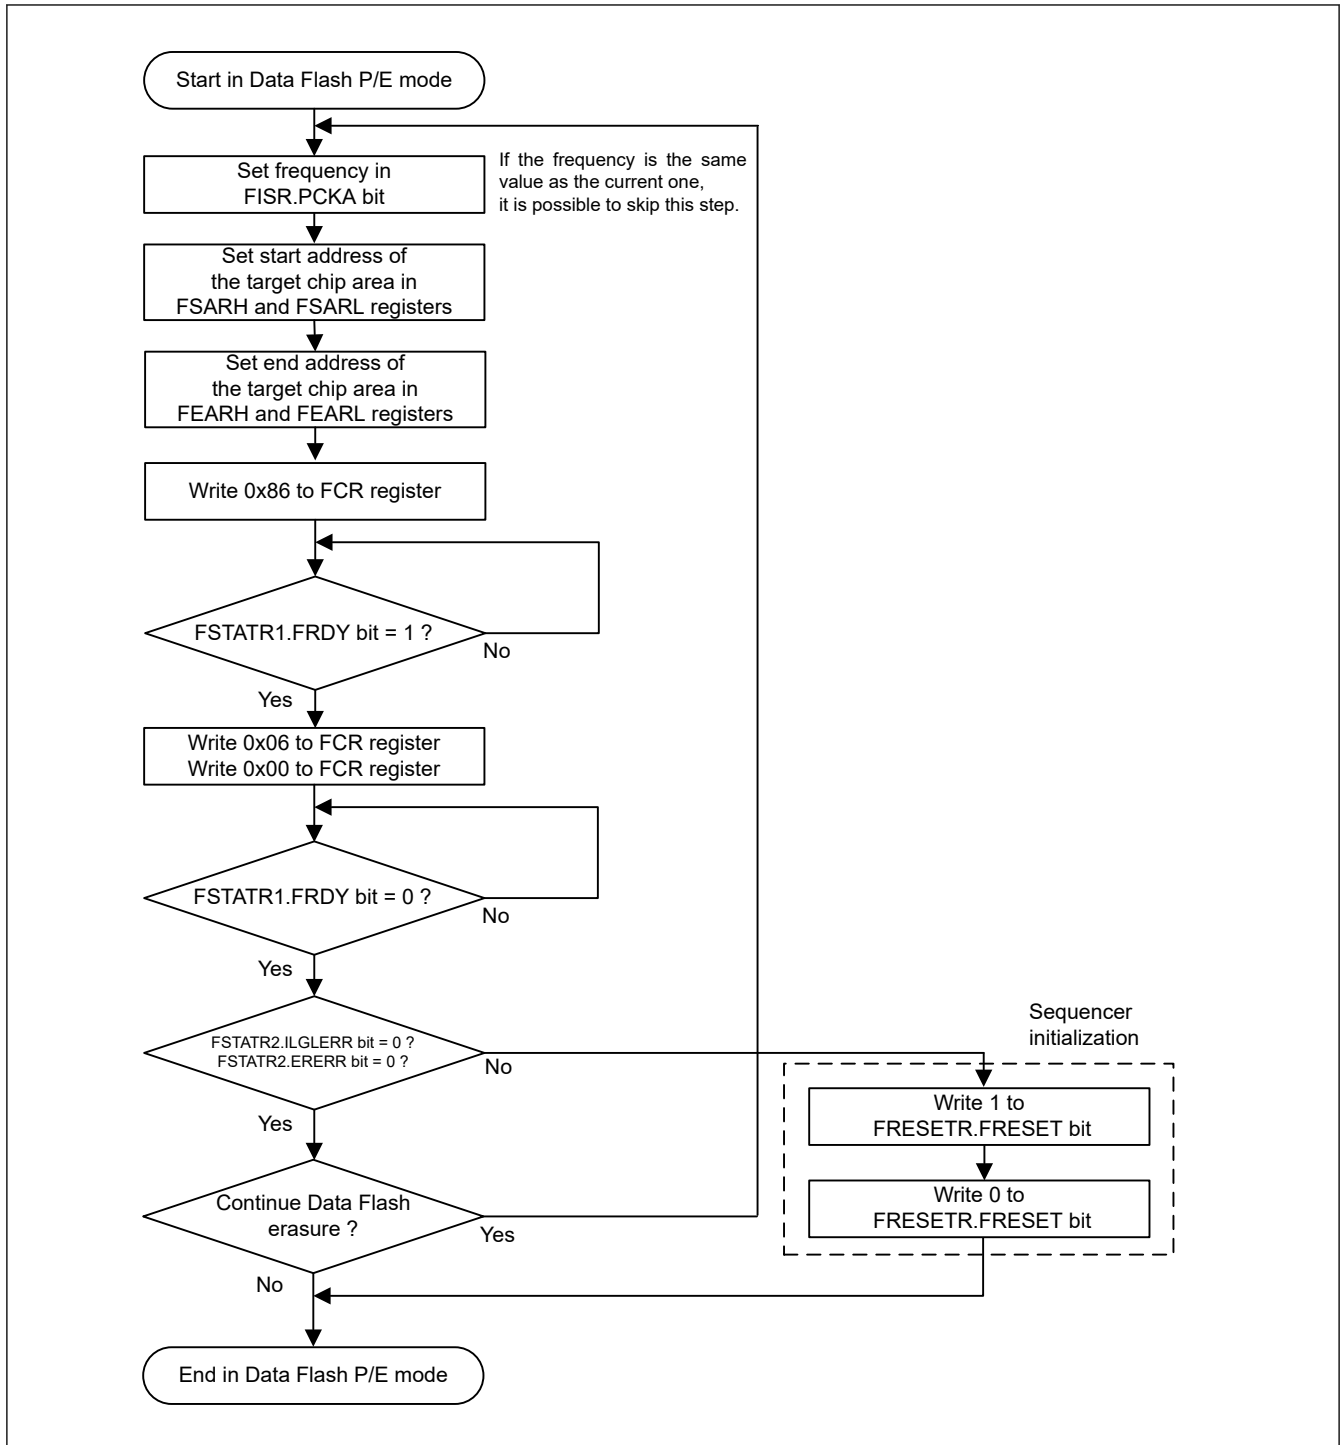 Start in Data Flash P/E mode
Set frequency in
FISR.PCKA bit
If the frequency is the same
value as the current one,
it is possible to skip this step.
Set start address of
the target chip area in
FSARH and FSARL registers
Set end address of
the target chip area in
FEARH and FEARL registers
Write 0x86 to FCR register
FSTATR1.FRDY bit = 1 ?
No
Yes
Write 0x06 to FCR register
Write 0x00 to FCR register
FSTATR1.FRDY bit = 0 ?
No
Yes
FSTATR2.ILGLERR bit = 0 ?
FSTATR2.ERERR bit = 0 ?
No
Yes
Sequencer
initialization
Write 1 to
FRESETR.FRESET bit
Write 0 to
FRESETR.FRESET bit
Continue Data Flash
erasure ?
Yes
No
End in Data Flash P/E mode